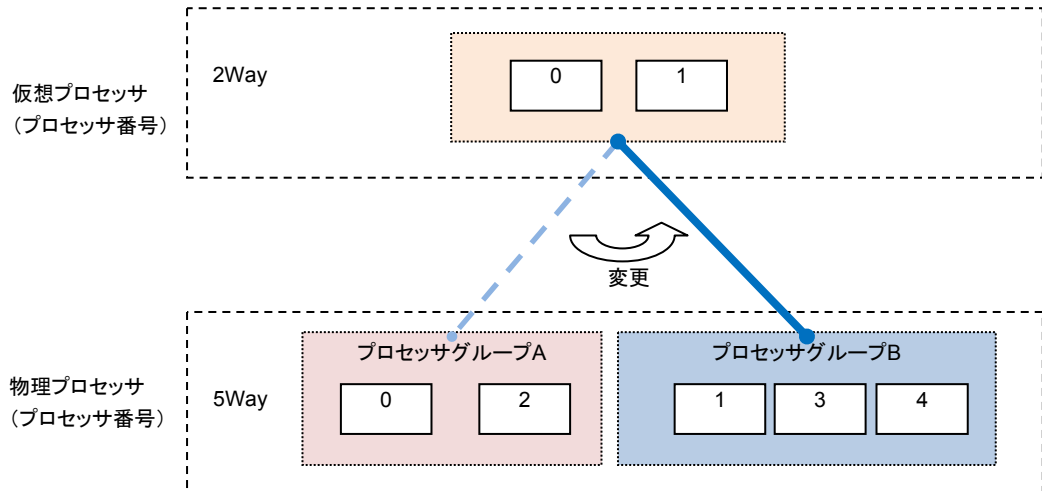 仮想プロセッサ
（プロセッサ番号）
2Way
0
1
変更
物理プロセッサ
（プロセッサ番号）
5Way
プロセッサグループA
0
2
プロセッサグループB
1
3
4